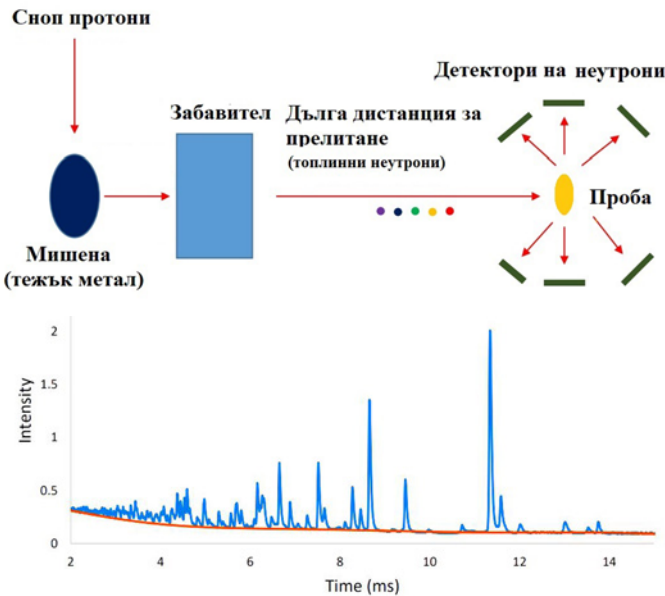 Сноп протони
Детектори на неутрони
Забавител
Дълга дистанция за
прелитане
(топлинни неутрони)
Проба
Мишена
(тежък метал)
2
1.5
1
0.5
0
Intensity
2 4 6 8 10 12 14
Time (ms)